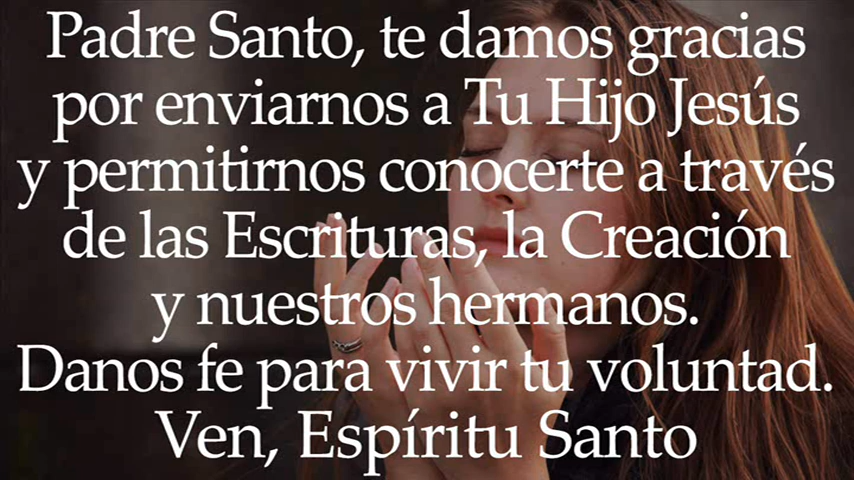 Padre Santo, te damos gracias
por enviarnos a Tu Hijo Jesús
y permitirnos conocerte a través
de las Escrituras, la Creación
y nuestros hermanos.
Danos fe para vivir tu voluntad.
Ven, Espíritu Santo